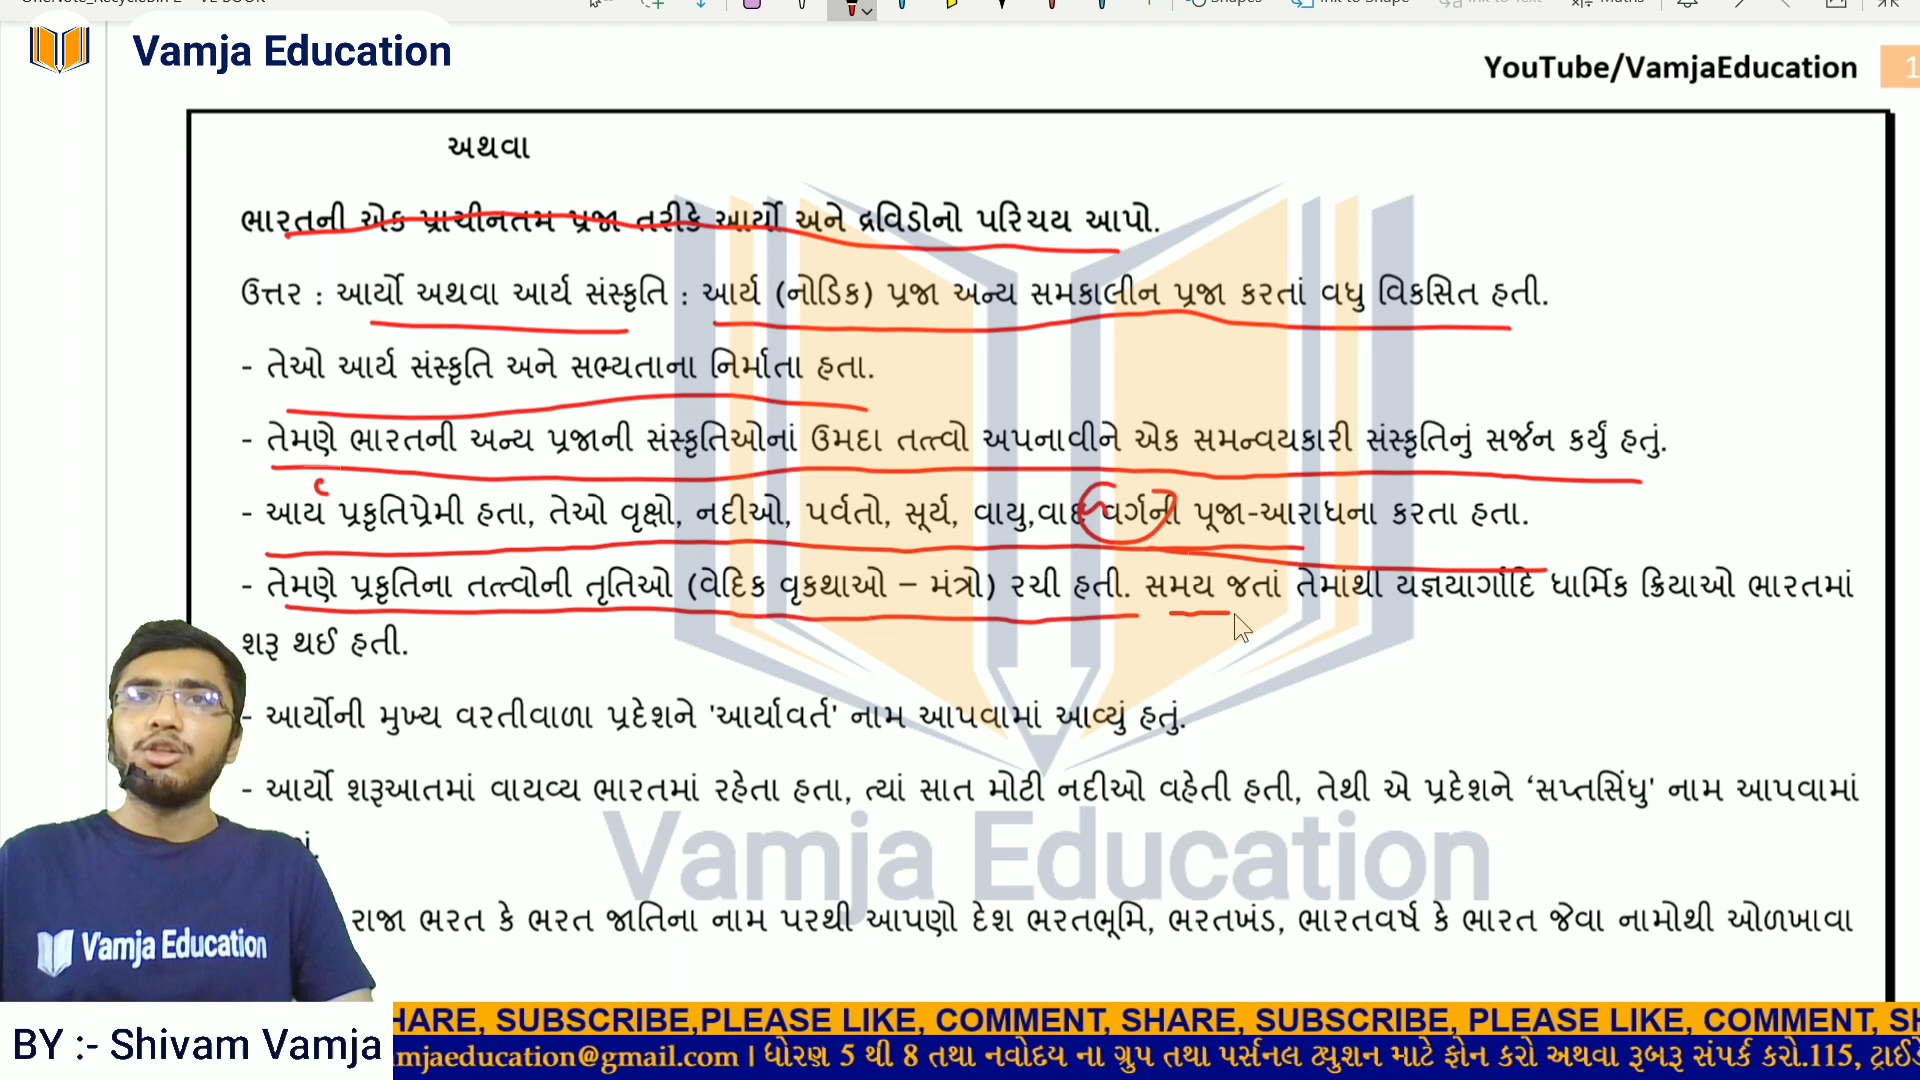 Vamja Education
YouTube/VamjaEducation
અથવા
ભારતની એક પ્રાચીનતમ પ્રજા તરીકે આર્યો અને દ્રવિડોનો પરિચય આપો.
ઉત્તર : આર્યો અથવા આર્ય સંસ્કૃતિ : આર્ય (નોડિક) પ્રજા અન્ય સમકાલીન પ્રજા કરતાં વધુ વિકસિત હતી.
- તેઓ આર્ય સંસ્કૃતિ અને સભ્યતાના નિર્માતા હતા.
- તેમણે ભારતની અન્ય પ્રજાની સંસ્કૃતિઓનાં ઉમદા તત્ત્વો અપનાવીને એક સમન્વયકારી સંસ્કૃતિનું સર્જન કર્યું હતું.
- આય પ્રકૃતિપ્રેમી હતા, તેઓ વૃક્ષો, નદીઓ, પર્વતો, સૂર્ય, વાયુ, વર્ગની પૂજા-આરાધના કરતા હતા.
- તેમણે પ્રકૃતિના તત્ત્વોની તૃતિઓ (વેદિક વૃકથાઓ – મંત્રો) રચી હતી. સમય જતાં તેમાંથી યજ્ઞયાર્ગાદિ ધાર્મિક ક્રિયાઓ ભારતમાં
શરૂ થઈ હતી.
- આર્યોની મુખ્ય વરતીવાળા પ્રદેશને 'આર્યાવર્ત' નામ આપવામાં આવ્યું હતું.
- આર્યો શરૂઆતમાં વાયવ્ય ભારતમાં રહેતા હતા, ત્યાં સાત મોટી નદીઓ વહેતી હતી, તેથી એ પ્રદેશને ‘સપ્તસિંધુ' નામ આપવામાં
રાજા ભરત કે ભરત જાતિના નામ પરથી આપણો દેશ ભરતભૂમિ, ભરતખંડ, ભારતવર્ષ કે ભારત જેવા નામોથી ઓળખાવા
Vamja Education
Vamja Education
BY :- Shivam Vamja
HARE, SUBSCRIBE,PLEASE LIKE, COMMENT, SHARE, SUBSCRIBE, PLEASE LIKE, COMMENT, SH
mjaeducation@gmail.com | ધોરણ 5 થી 8 તથા નવોદય ના ગ્રુપ તથા પર્સનલ ટ્યુશન માટે ફોન કરો અથવા રૂબરૂ સંપર્ક કરો.115,